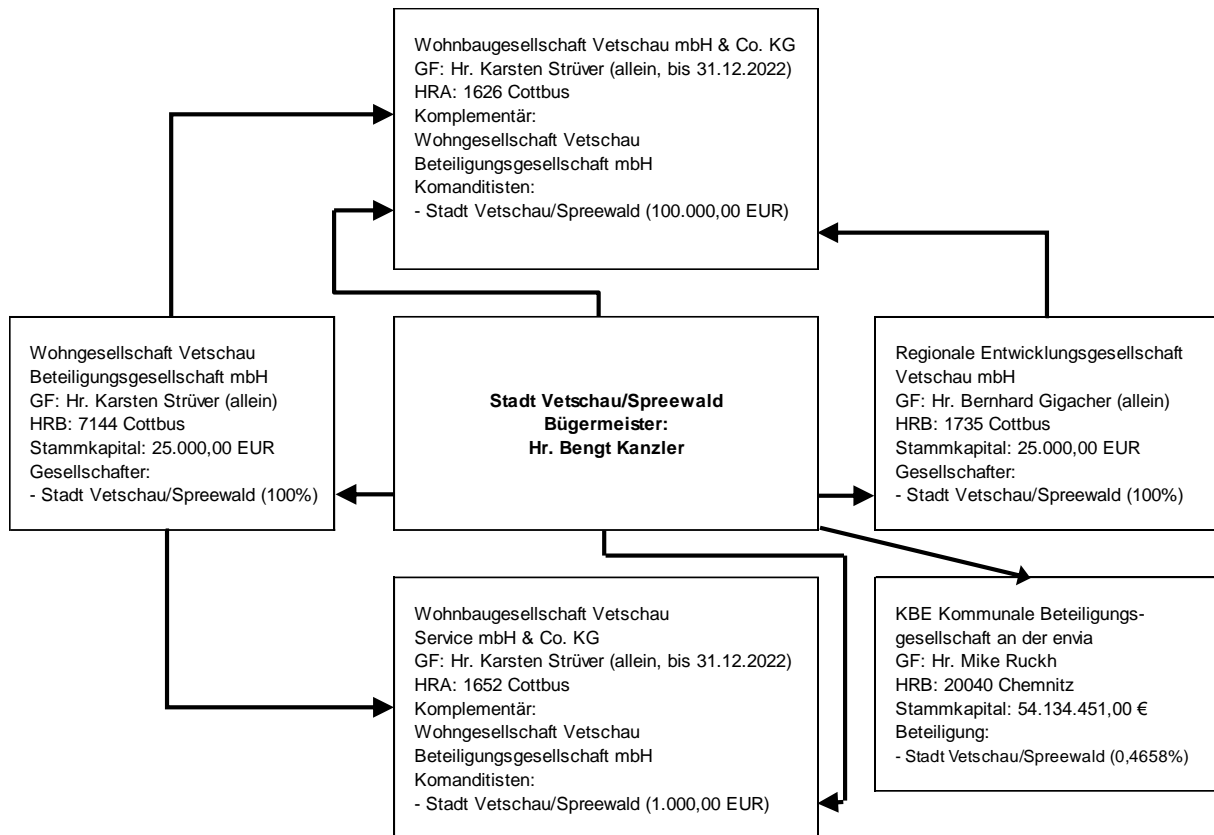 Wohnbaugesellschaft Vetschau mbH & Co. KG
GF: Hr. Karsten Strüver (allein, bis 31.12.2022)
HRA: 1626 Cottbus
Komplementär:
Wohngesellschaft Vetschau
Beteiligungsgesellschaft mbH
Komanditisten:
- Stadt Vetschau/Spreewald (100.000,00 EUR)
Wohngesellschaft Vetschau
Beteiligungsgesellschaft mbH
GF: Hr. Karsten Strüver (allein)
HRB: 7144 Cottbus
Stammkapital: 25.000,00 EUR
Gesellschafter:
- Stadt Vetschau/Spreewald (100%)
Stadt Vetschau/Spreewald
Bügermeister:
Hr. Bengt Kanzler
Regionale Entwicklungsgesellschaft
Vetschau mbH
GF: Hr. Bernhard Gigacher (allein)
HRB: 1735 Cottbus
Stammkapital: 25.000,00 EUR
Gesellschafter:
- Stadt Vetschau/Spreewald (100%)
Wohnbaugesellschaft Vetschau
Service mbH & Co. KG
GF: Hr. Karsten Strüver (allein, bis 31.12.2022)
HRA: 1652 Cottbus
Komplementär:
Wohngesellschaft Vetschau
Beteiligungsgesellschaft mbH
Komanditisten:
- Stadt Vetschau/Spreewald (1.000,00 EUR)
KBE Kommunale Beteiligungs-
gesellschaft an der envia
GF: Hr. Mike Ruckh
HRB: 20040 Chemnitz
Stammkapital: 54.134.451,00 €
Beteiligung:
- Stadt Vetschau/Spreewald (0,4658%)